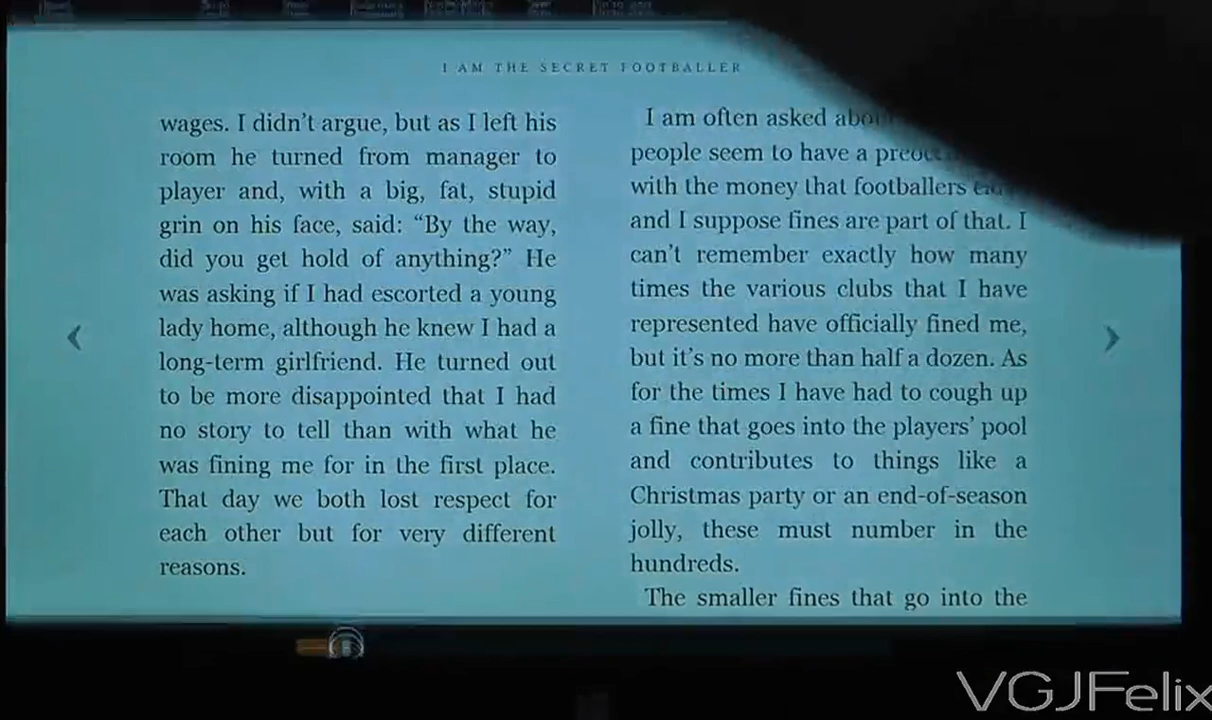 I AM THE SECRET FOOTBALLER
wages. I didn't argue, but as I left his
room he turned from manager to
player and, with a big, fat, stupid
grin on his face, said: "By the way,
did you get hold of anything?" He
was asking if I had escorted a young
lady home, although he knew I had a
long-term girlfriend. He turned out
to be more disappointed that I had
no story to tell than with what he
was fining me for in the first place.
That day we both lost respect for
each other but for very different
reasons.
I am often asked about
people seem to have a
with the money that footballers
and I suppose fines are part of that. I
can't remember exactly how many
times the various clubs that I have
represented have officially fined me,
but it's no more than half a dozen. As
for the times I have had to cough up
a fine that goes into the players' pool
and contributes to things like a
Christmas party or an end-of-season
jolly, these must number in the
hundreds.
The smaller fines that go into the
VGJFelix